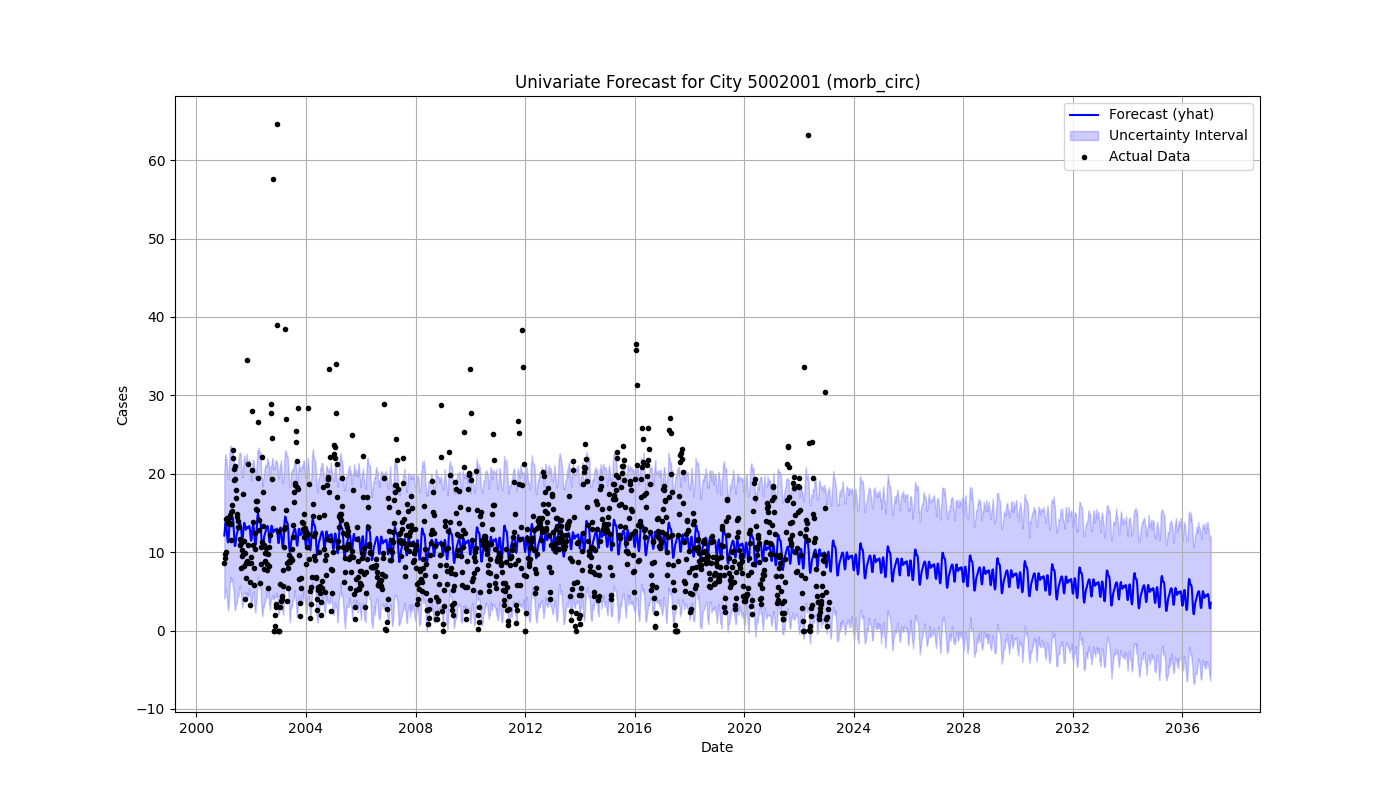 Univariate Forecast for City 5002001 (morb_circ)
Forecast (yhat)
Uncertainty Interval
Actual Data
Cases
60
50
40
30
20
10
0
−10
2000 2004 2008 2012 2016 2020 2024 2028 2032 2036
Date